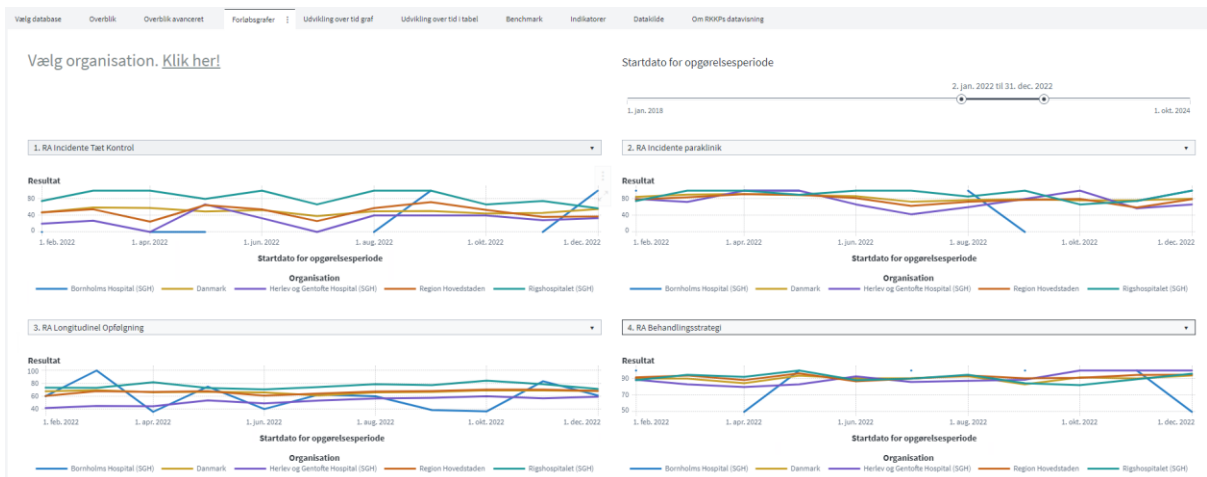 Vælg database Overblik Overblik avanceret Forløbsgrafer Udvikling over tid graf Udvikling over tid i tabel Benchmark Indikatorer Datakilde Om RKKPs datavisning
Vælg organisation. Klik her!
Startdato for opgørelsesperiode
2. jan. 2022 til 31. dec. 2022
1. jan. 2018 1. okt. 2024
1. RA Incidente Tæt Kontrol
Resultat
80
40
0
1. feb. 2022 1. apr. 2022 1. jun. 2022 1. aug. 2022 1. okt. 2022 1. dec. 2022
Startdato for opgørelsesperiode
Organisation
Bornholms Hospital (SGH) Danmark Herlev og Gentofte Hospital (SGH) Region Hovedstaden Rigshospitalet (SGH)
2. RA Incidente paraklinik
Resultat
80
40
0
1. feb. 2022 1. apr. 2022 1. jun. 2022 1. aug. 2022 1. okt. 2022 1. dec. 2022
Startdato for opgørelsesperiode
Organisation
Bornholms Hospital (SGH) Danmark Herlev og Gentofte Hospital (SGH) Region Hovedstaden Rigshospitalet (SGH)
3. RA Longitudinel Opfølgning
Resultat
100
80
60
40
1. feb. 2022 1. apr. 2022 1. jun. 2022 1. aug. 2022 1. okt. 2022 1. dec. 2022
Startdato for opgørelsesperiode
Organisation
Bornholms Hospital (SGH) Danmark Herlev og Gentofte Hospital (SGH) Region Hovedstaden Rigshospitalet (SGH)
4. RA Behandlingsstrategi
Resultat
90
70
50
1. feb. 2022 1. apr. 2022 1. jun. 2022 1. aug. 2022 1. okt. 2022 1. dec. 2022
Startdato for opgørelsesperiode
Organisation
Bornholms Hospital (SGH) Danmark Herlev og Gentofte Hospital (SGH) Region Hovedstaden Rigshospitalet (SGH)